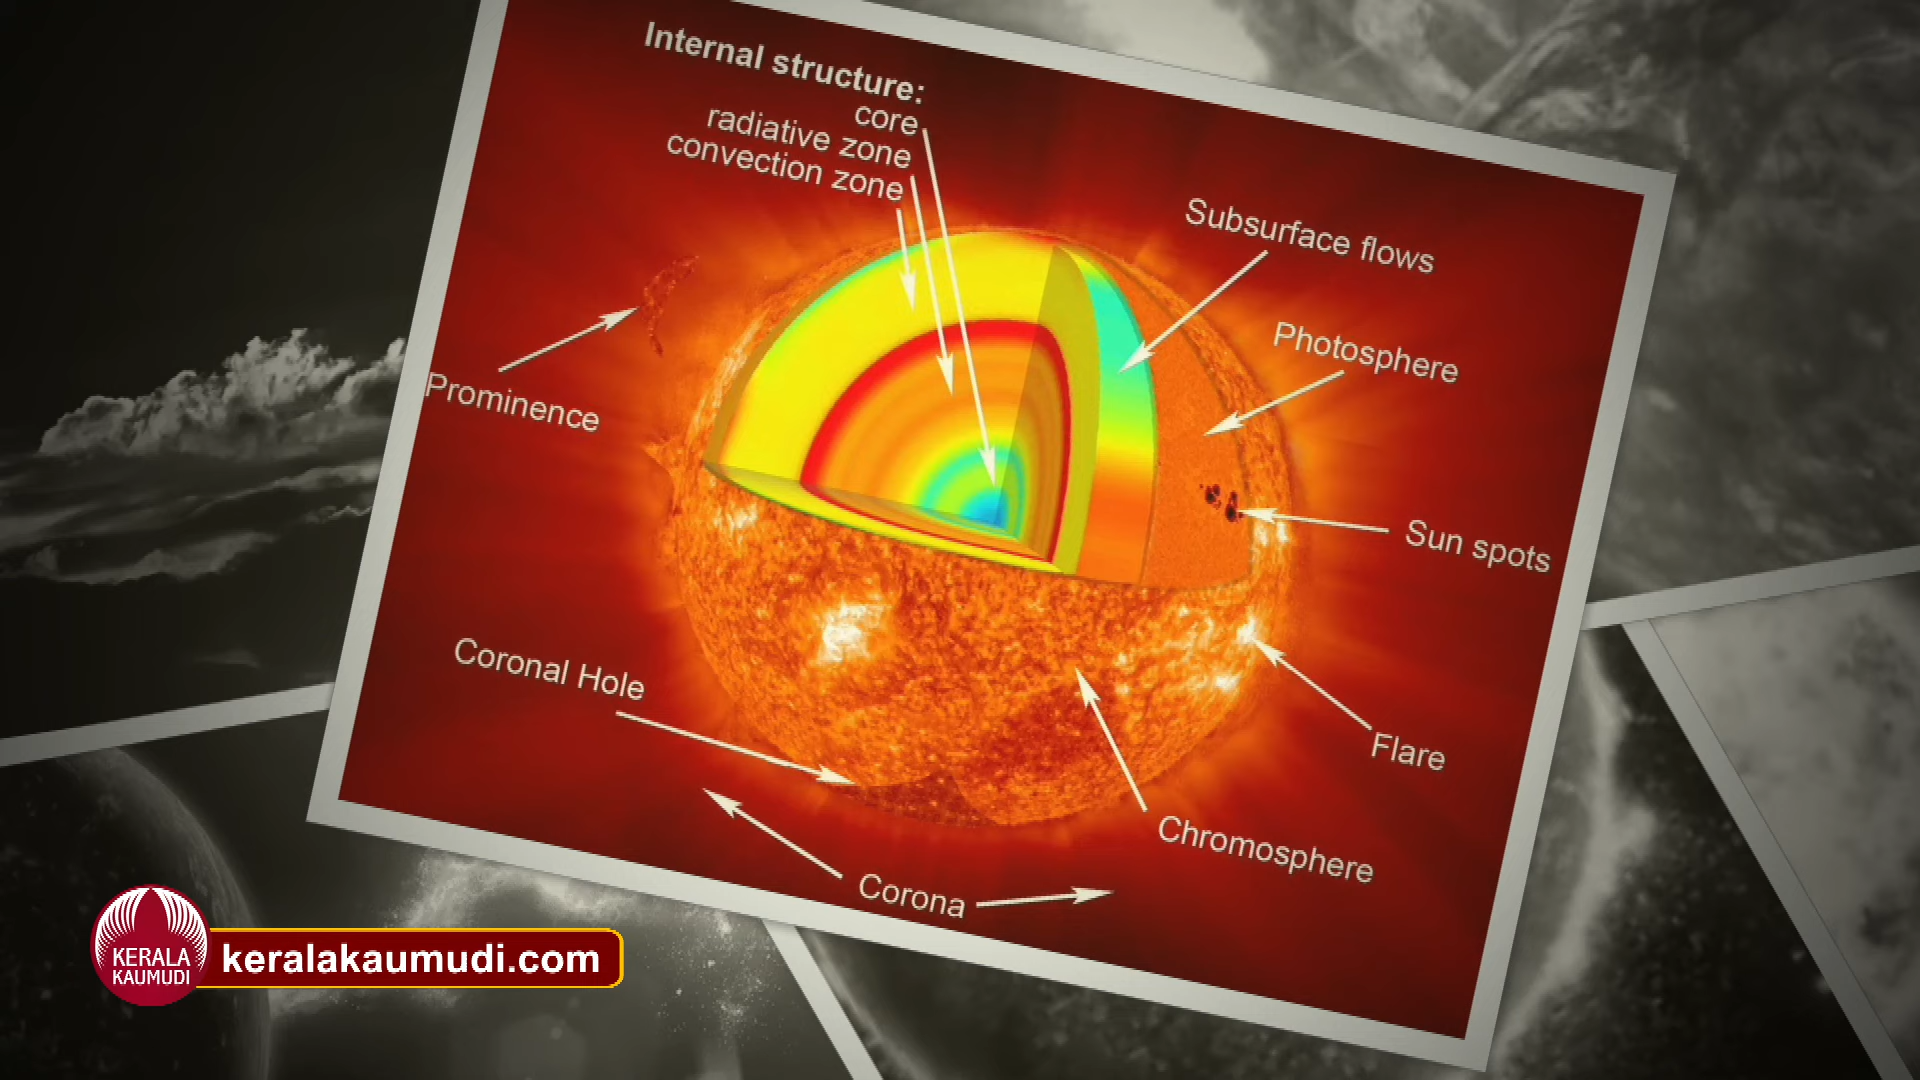 Internal structure:
core
radiative zone
convection zone
Subsurface flows
Photosphere
Prominence
Sun spots
Coronal Hole
Flare
Chromosphere
Corona
KERALA
KAUMUDI
keralakaumudi.com